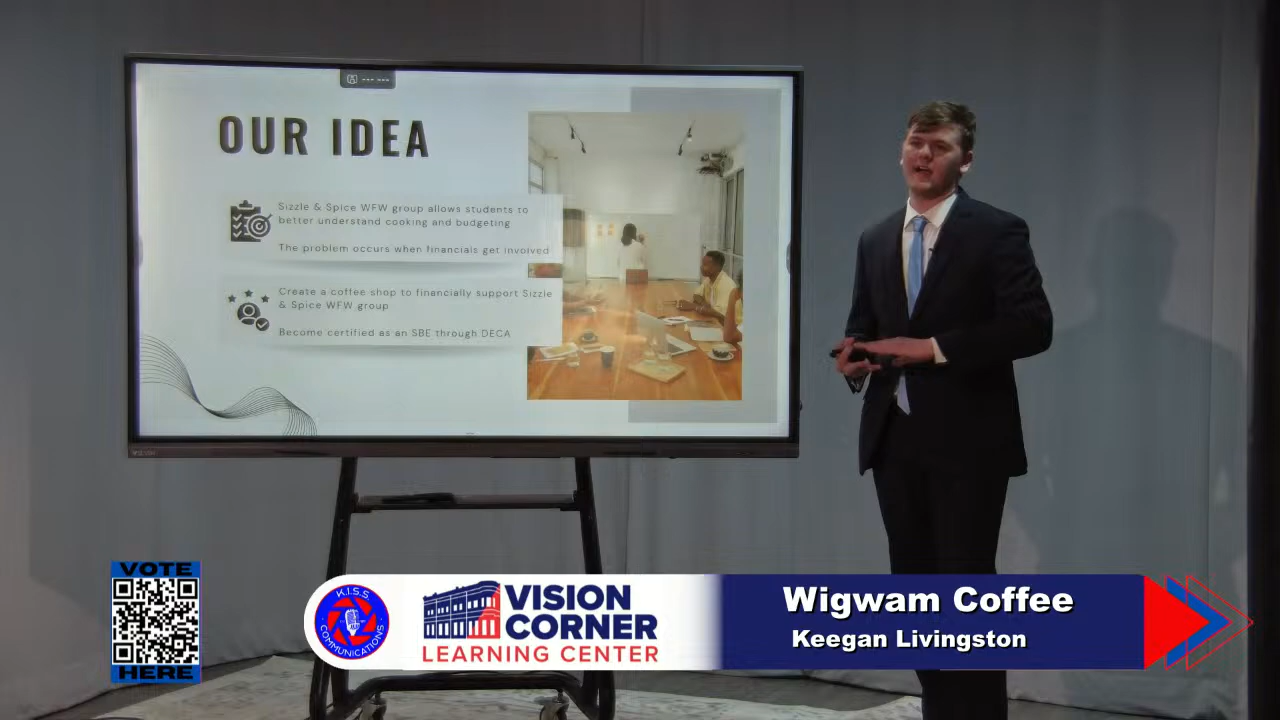 OUR IDEA
Sizzle & Spice WFW group allows students to
better understand cooking and budgeting
The problem occurs when financials get involved
Create a coffee shop to financially support Sizzle
& Spice WFW group
Become certified as an SBE through DECA
VOTE
HERE
K.I.S.S.
COMMUNICATIONS
VISION
CORNER
LEARNING CENTER
Wigwam Coffee
Keegan Livingston